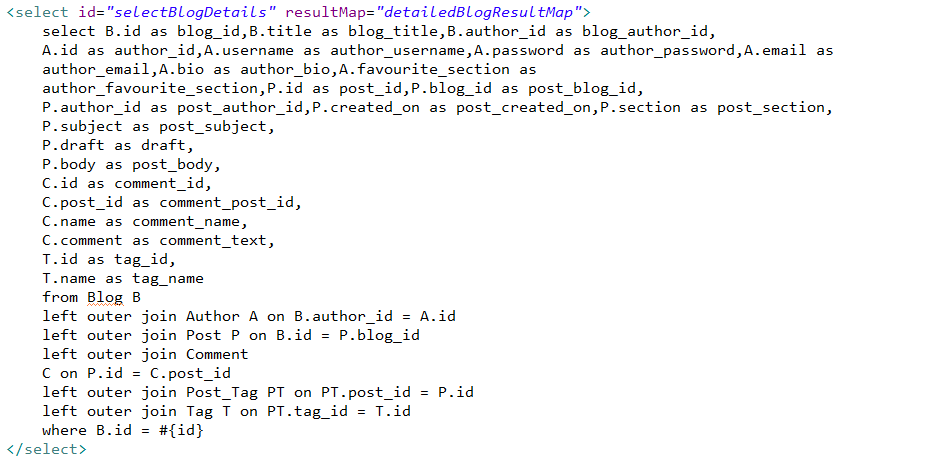 <select id="selectBlogDetails" resultMap="detailedBlogResultMap">
select B.id as blog_id,B.title as blog_title,B.author_id as blog_author_id,
A.id as author_id,A.username as author_username,A.password as author_password,A.email as
author_email,A.bio as author_bio,A.favourite_section as
author_favourite_section,P.id as post_id,P.blog_id as post_blog_id,
P.author_id as post_author_id,P.created_on as post_created_on,P.section as post_section,
P.subject as post_subject,
P.draft as draft,
P.body as post_body,
C.id as comment_id,
C.post_id as comment_post_id,
C.name as comment_name,
C.comment as comment_text,
T.id as tag_id,
T.name as tag_name
from Blog B
left outer join Author A on B.author_id = A.id
left outer join Post P on B.id = P.blog_id
left outer join Comment
C on P.id = C.post_id
left outer join Post_Tag PT on PT.post_id = P.id
left outer join Tag T on PT.tag_id = T.id
where B.id = #{id}
</select>